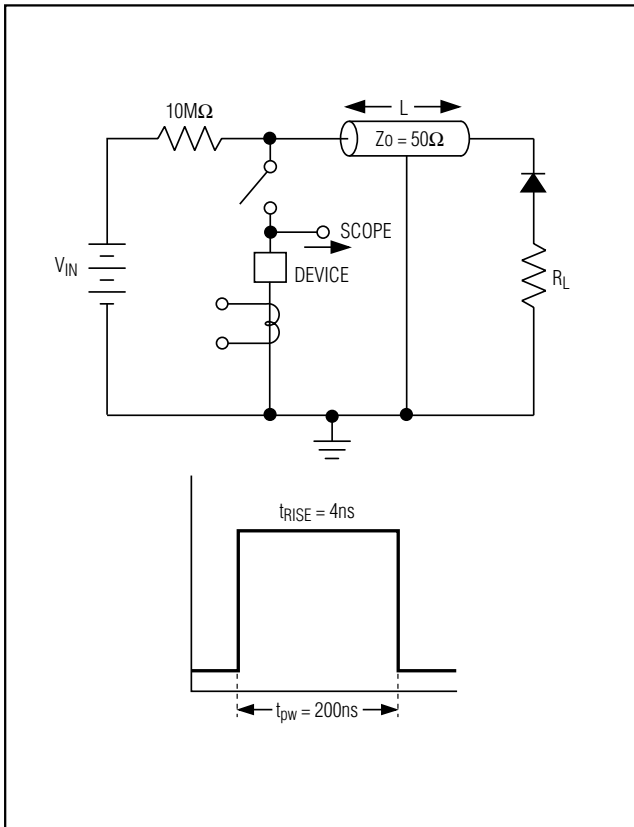 L
10MΩ
Zo = 50Ω
SCOPE
VIN
DEVICE
RL
tRISE = 4ns
tpw = 200ns